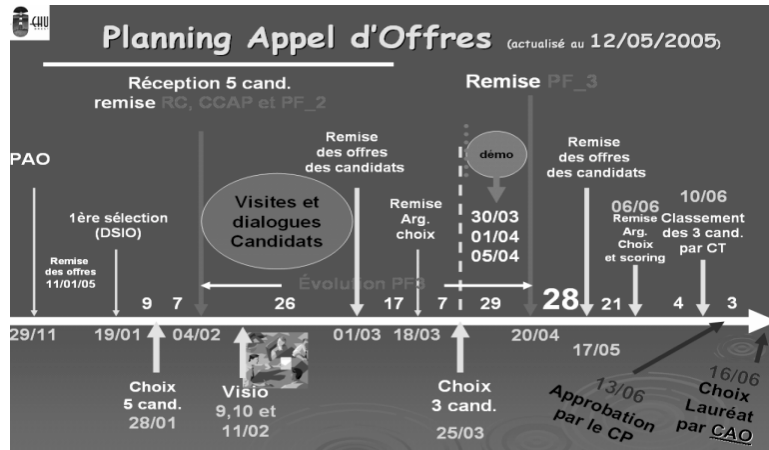 CHU
Planning Appel d'Offres (actualisé au 12/05/2005)
Réception 5 cand.
remise RC, CCAP et PF_2
Remise PF_3
PAO
Remise
des offres
11/01/05
1ère sélection
(DSIO)
Visites et
dialogues
Candidats
Remise
des offres
des candidats
Remise
Arg.
choix
démo
30/03
01/04
05/04
Remise
des offres
des candidats
06/06
Remise
Arg.
Choix
et scoring
10/06
Classement
des 3 cand.
par CT
Évolution PF3
9 7 26 17 7 29 28 21 4 3
29/11 19/01 04/02 01/03 18/03 20/04 17/05
Choix
5 cand.
28/01
Visio
9,10 et
11/02
Choix
3 cand.
25/03
13/06
Approbation
par le CP
16/06
Choix
Lauréat
par CAO